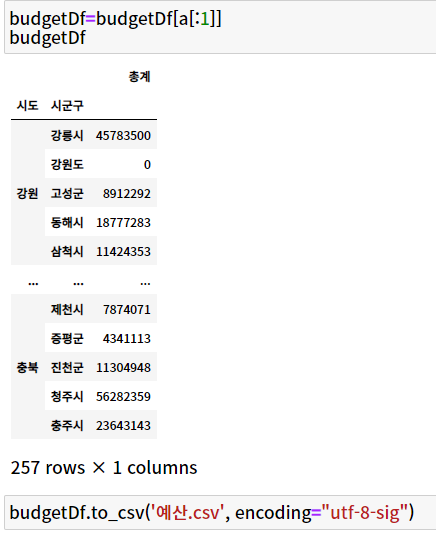 budgetDf=budgetDf[a[:1]]
budgetDf
총계
시도 시군구
강릉시 45783500
강원도 0
강원 고성군 8912292
동해시 18777283
삼척시 11424353
... ... ...
제천시 7874071
증평군 4341113
충북 진천군 11304948
청주시 56282359
충주시 23643143
257 rows × 1 columns
budgetDf.to_csv('예산.csv', encoding="utf-8-sig")